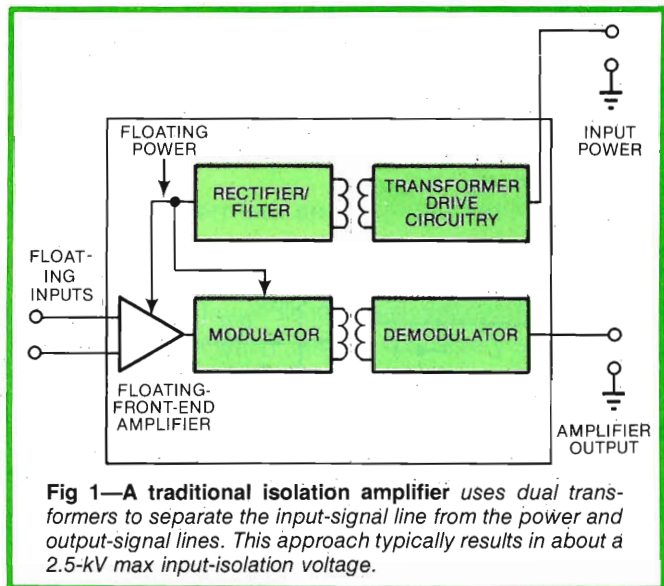 FLOATING
POWER
INPUT
POWER
RECTIFIER/
FILTER
TRANSFORMER
DRIVE
CIRCUITRY
FLOAT-
ING
INPUTS
MODULATOR
DEMODULATOR
FLOATING-
FRONT-END
AMPLIFIER
AMPLIFIER
OUTPUT
Fig 1—A traditional isolation amplifier uses dual trans-
formers to separate the input-signal line from the power and
output-signal lines. This approach typically results in about a
2.5-kV max input-isolation voltage.